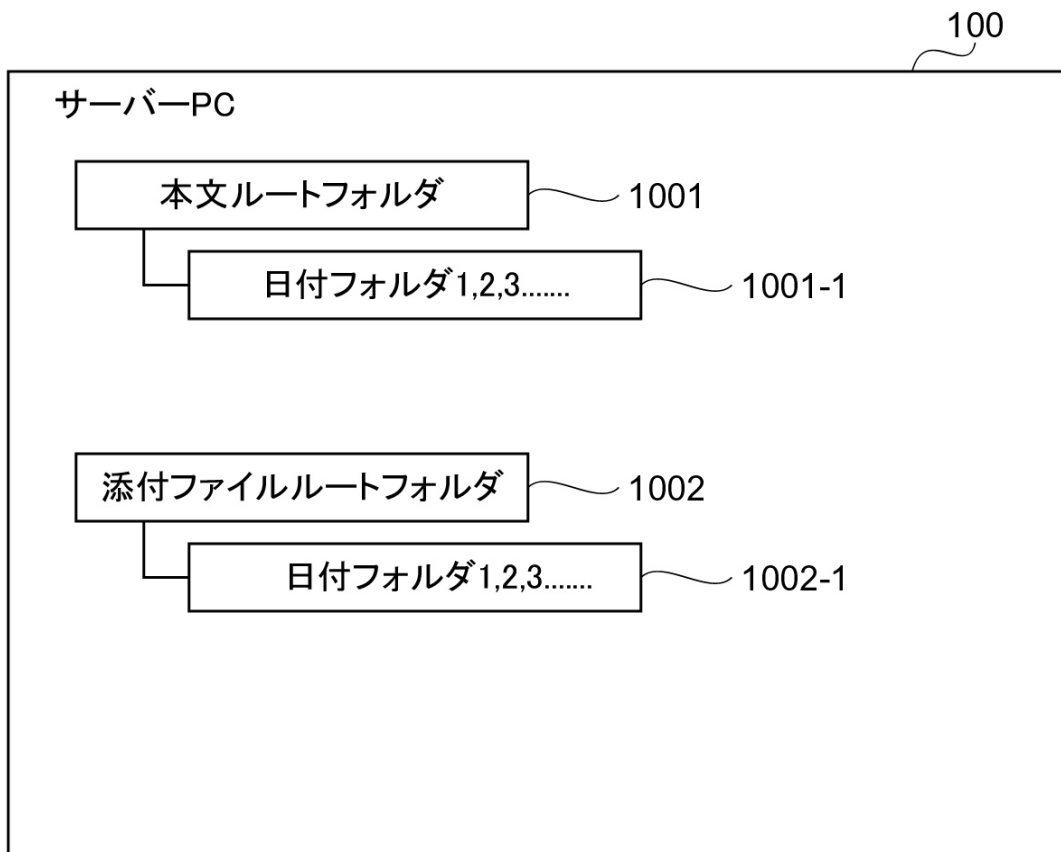 100
サーバーPC
本文ルートフォルダ
1001
日付フォルダ1,2,3.......
1001-1
添付ファイルルートフォルダ
1002
日付フォルダ1,2,3.......
1002-1